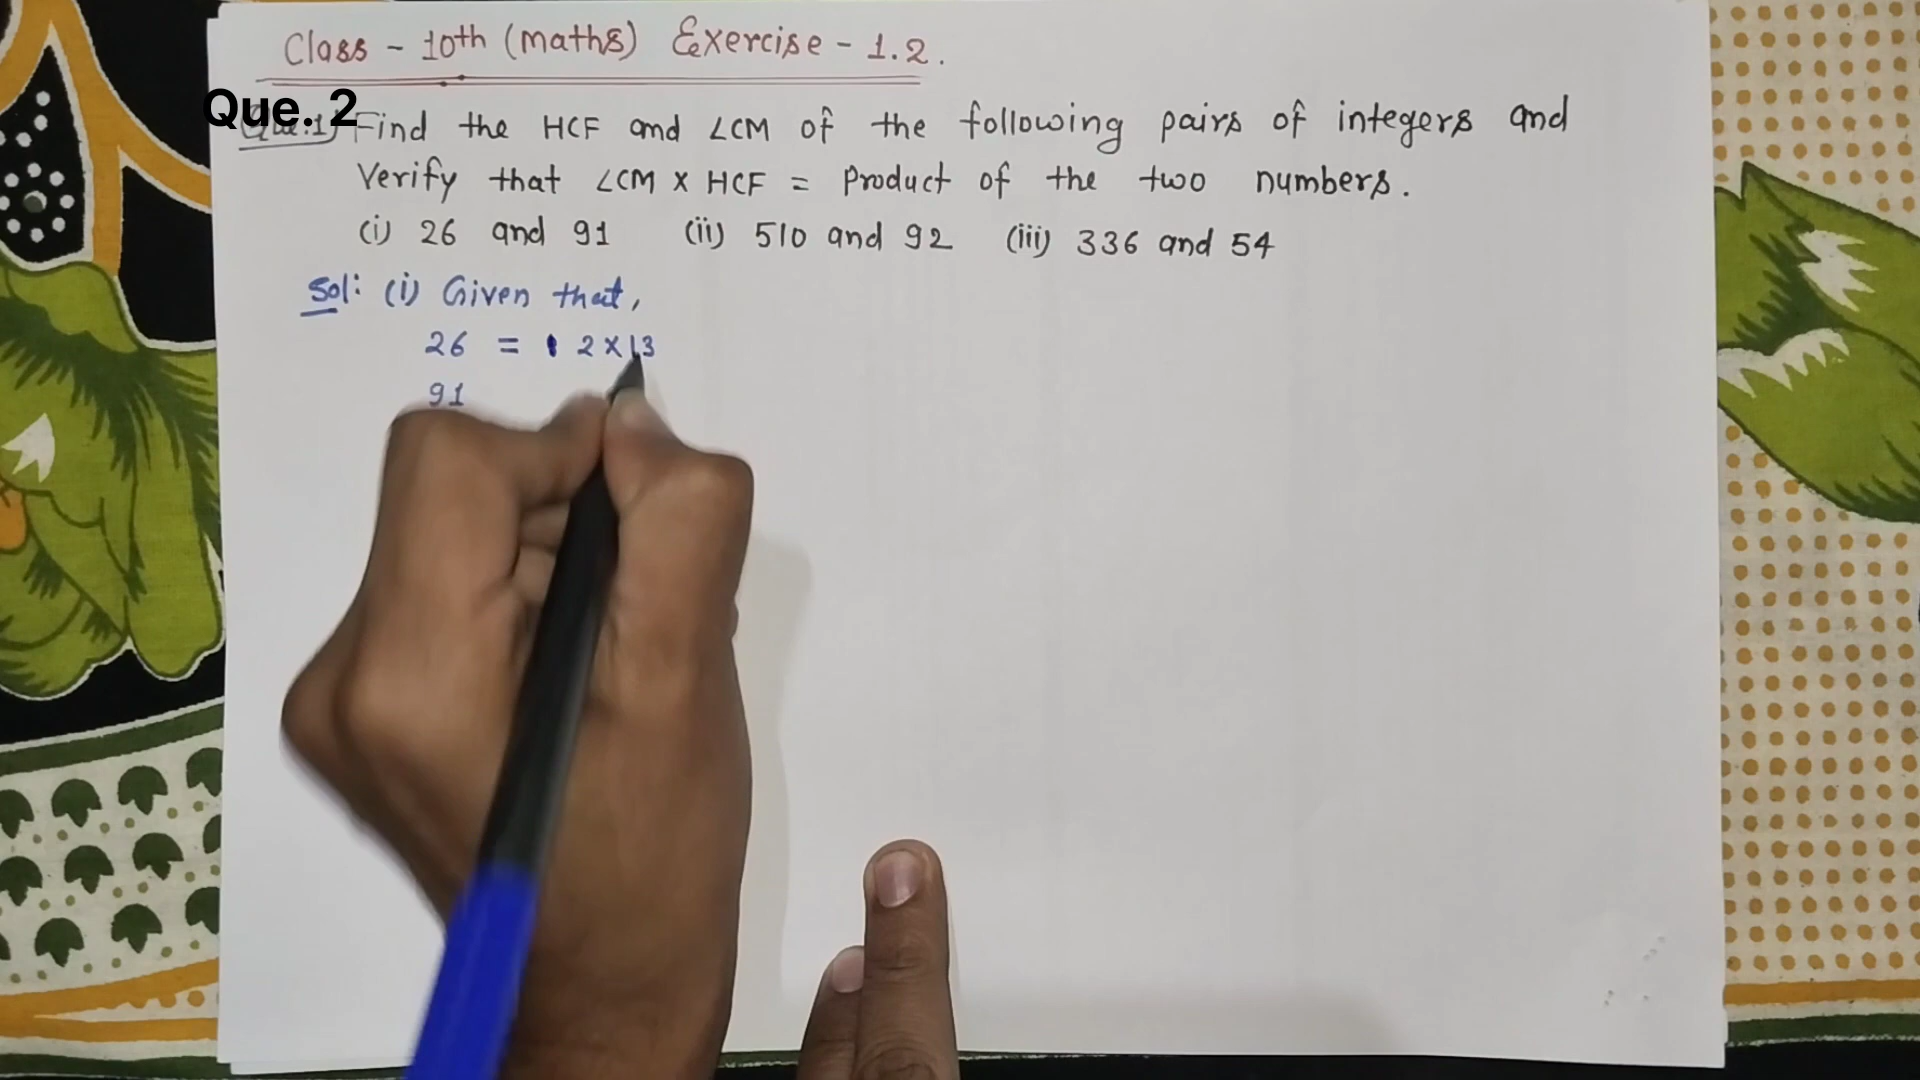 Class - 10th (maths) Exercise - 1.2.
Que. 2 Find the HCF and LCM of the following pairs of integers and
Verify that LCM x HCF = Product of the two numbers.
(i) 26 and 91 (ii) 510 and 92 (iii) 336 and 54
Sol: (i) Given that,
26 = 2 x 13
91